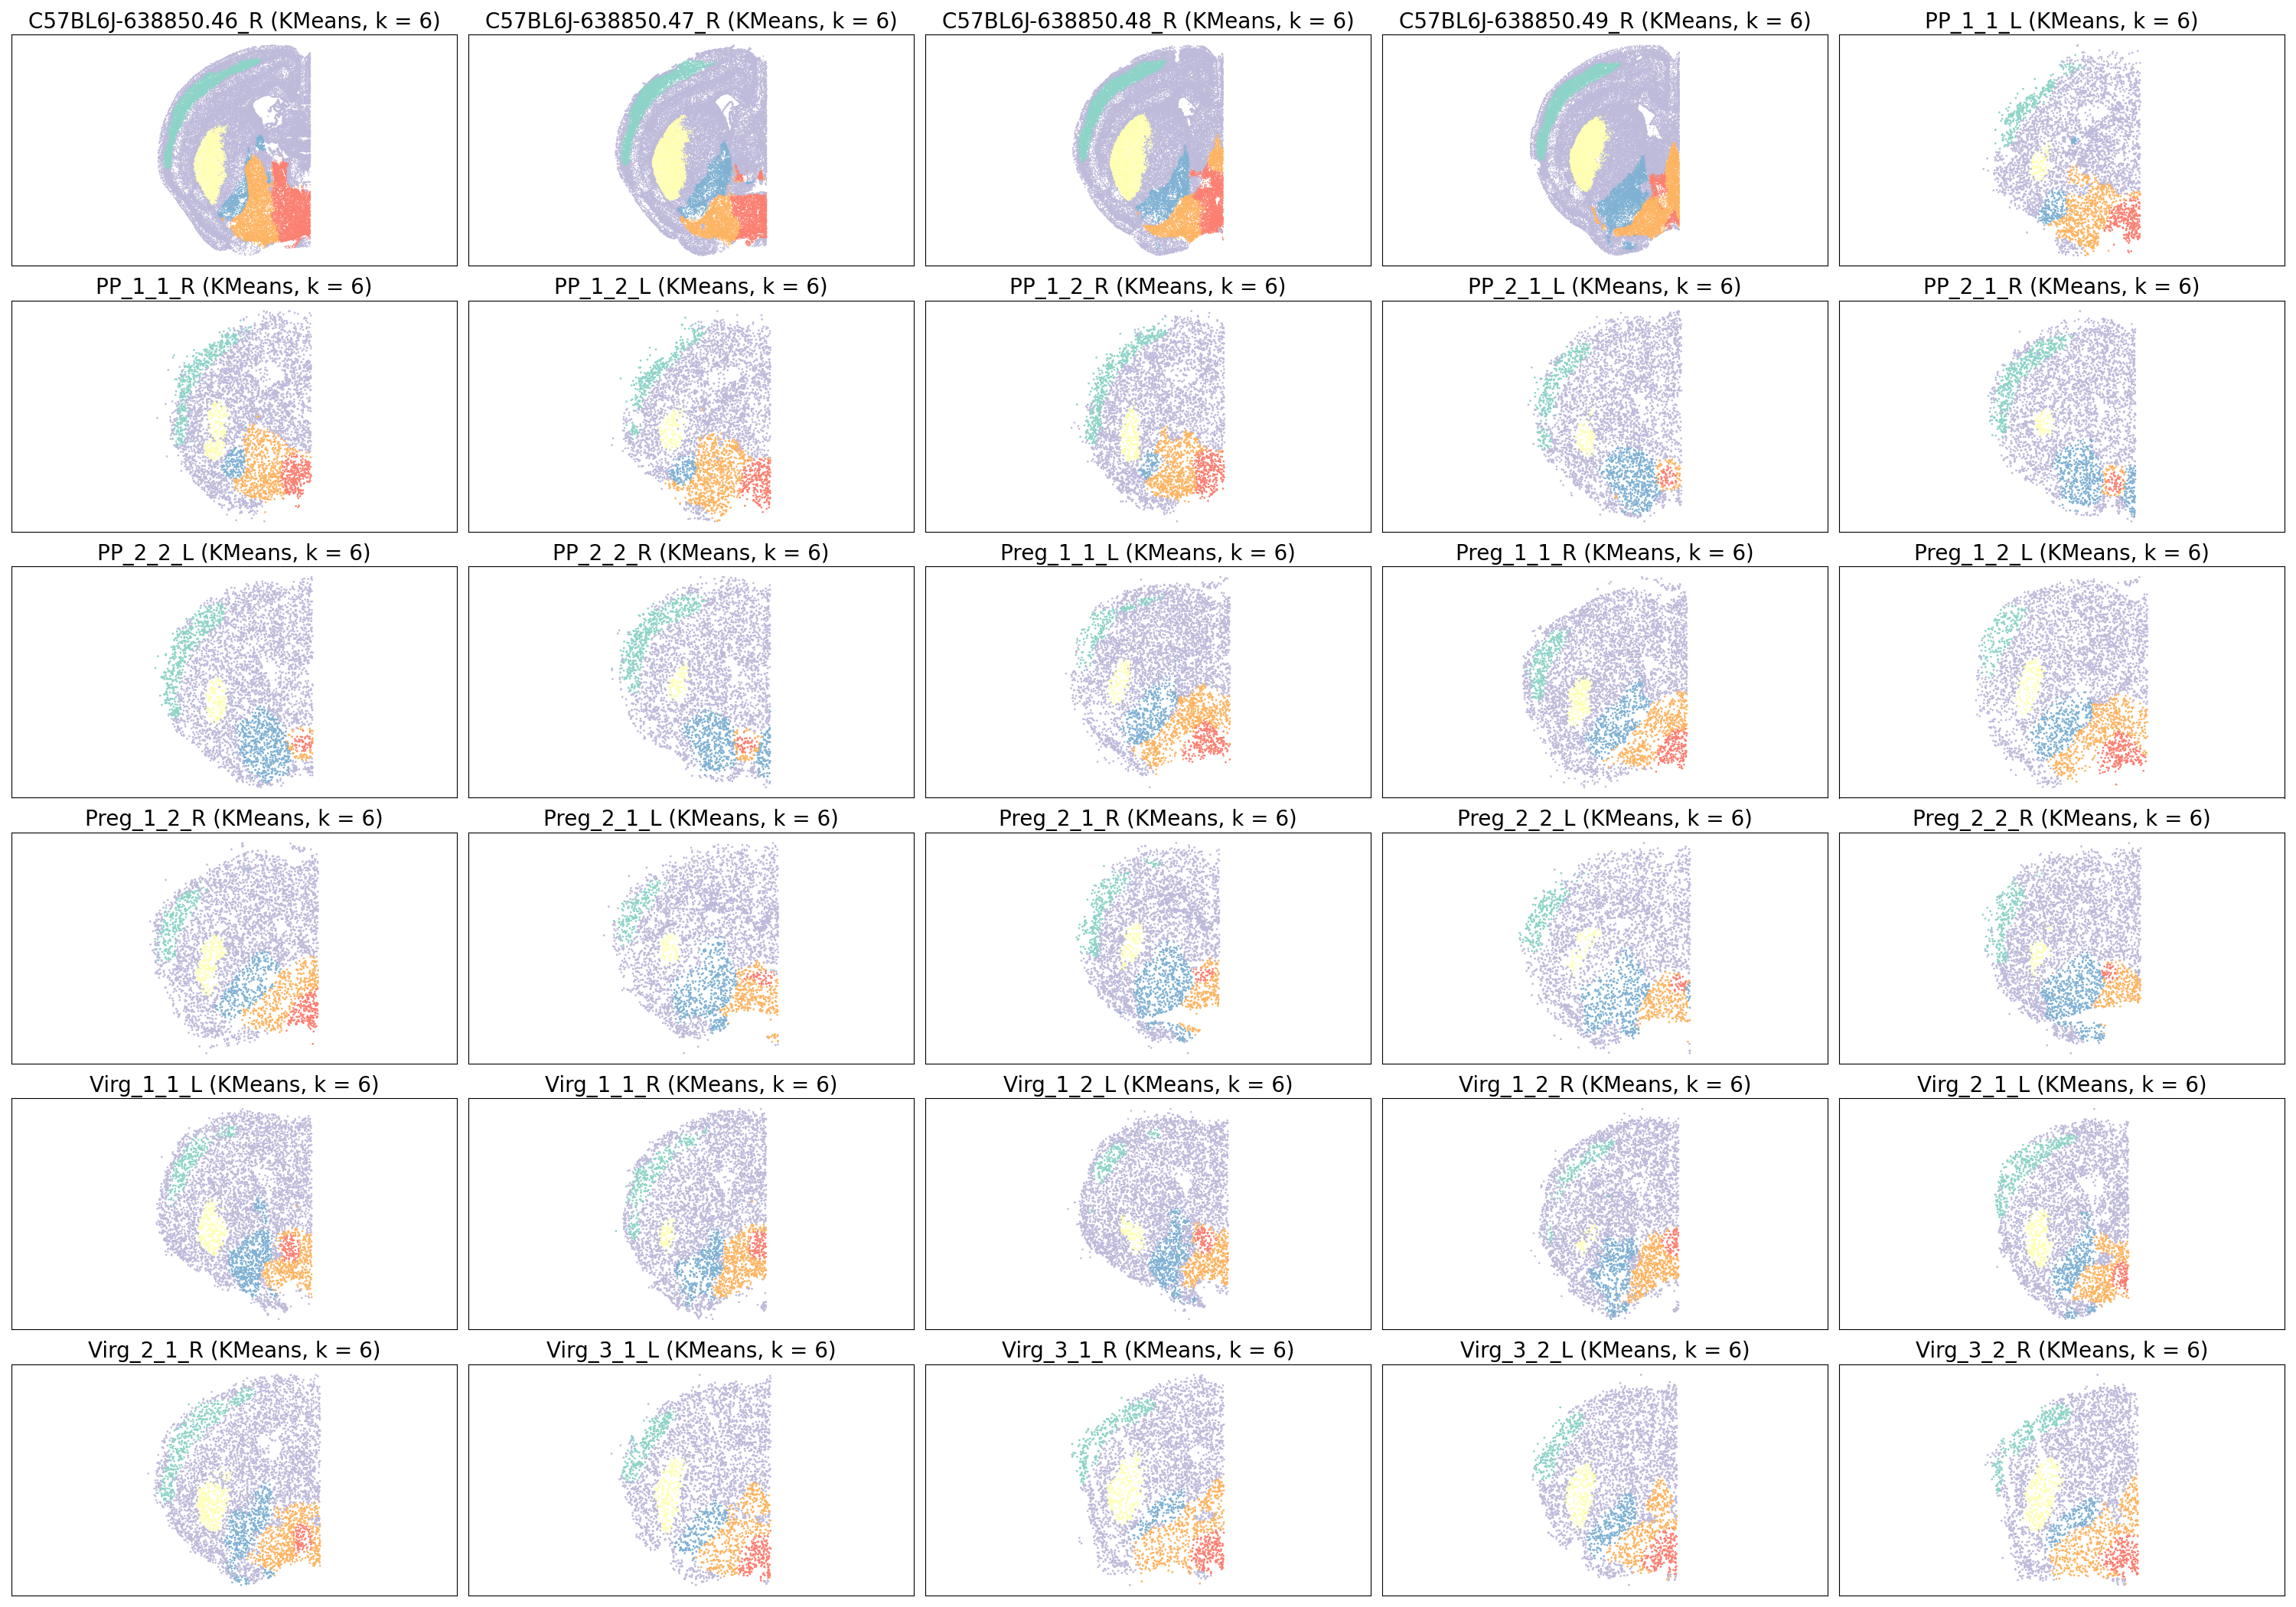 C57BL6J-638850.46_R (KMeans, k = 6)
C57BL6J-638850.47_R (KMeans, k = 6)
C57BL6J-638850.48_R (KMeans, k = 6)
C57BL6J-638850.49_R (KMeans, k = 6)
PP_1_1_L (KMeans, k = 6)
PP_1_1_R (KMeans, k = 6)
PP_1_2_L (KMeans, k = 6)
PP_1_2_R (KMeans, k = 6)
PP_2_1_L (KMeans, k = 6)
PP_2_1_R (KMeans, k = 6)
PP_2_2_L (KMeans, k = 6)
PP_2_2_R (KMeans, k = 6)
Preg_1_1_L (KMeans, k = 6)
Preg_1_1_R (KMeans, k = 6)
Preg_1_2_L (KMeans, k = 6)
Preg_1_2_R (KMeans, k = 6)
Preg_2_1_L (KMeans, k = 6)
Preg_2_1_R (KMeans, k = 6)
Preg_2_2_L (KMeans, k = 6)
Preg_2_2_R (KMeans, k = 6)
Virg_1_1_L (KMeans, k = 6)
Virg_1_1_R (KMeans, k = 6)
Virg_1_2_L (KMeans, k = 6)
Virg_1_2_R (KMeans, k = 6)
Virg_2_1_L (KMeans, k = 6)
Virg_2_1_R (KMeans, k = 6)
Virg_3_1_L (KMeans, k = 6)
Virg_3_1_R (KMeans, k = 6)
Virg_3_2_L (KMeans, k = 6)
Virg_3_2_R (KMeans, k = 6)